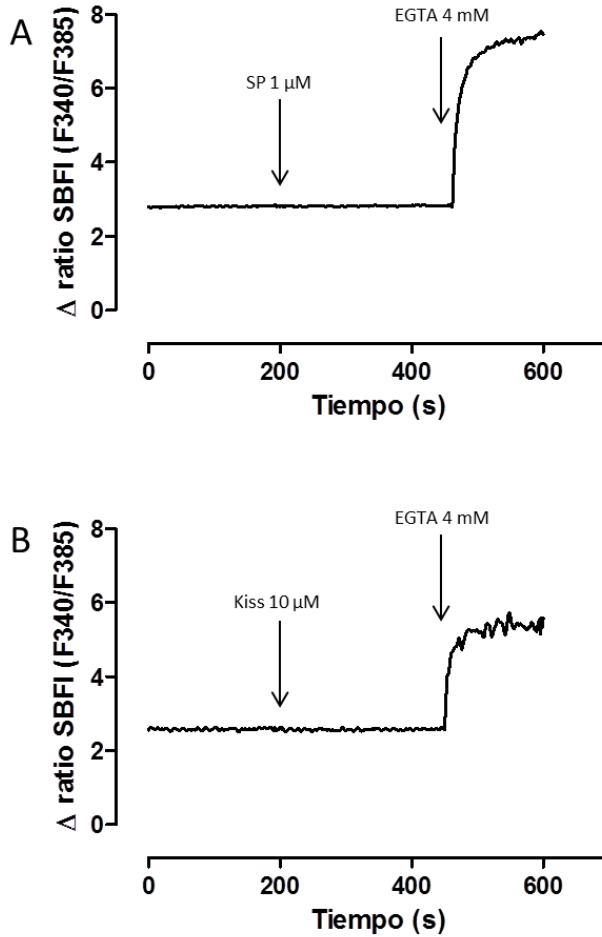 A
EGTA 4 mM
SP 1 µM
Δ ratio SBFI (F340/F385)
8
6
4
2
0
0 200 400 600
Tiempo (s)
B
EGTA 4 mM
Kiss 10 µM
Δ ratio SBFI (F340/F385)
8
6
4
2
0
0 200 400 600
Tiempo (s)